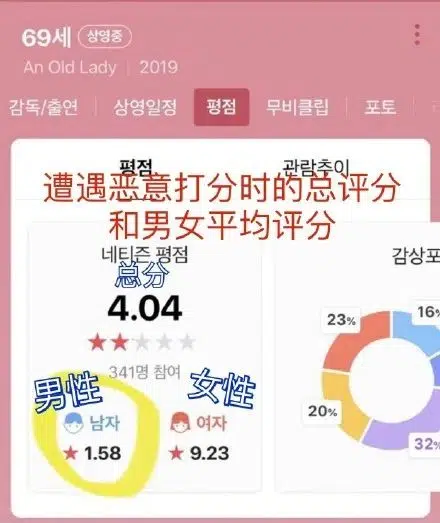 69세 상영중
An Old Lady 2019
감독/출연 상영일정 평점 무비클립 포토
평점 관람추이
遭遇恶意打分时的总评分
和男女平均评分
네티즌 평점 감상포
总分
4.04
341명 참여
男性 女性
남자 여자
★ 1.58 ★ 9.23
23%
16%
20%
32%